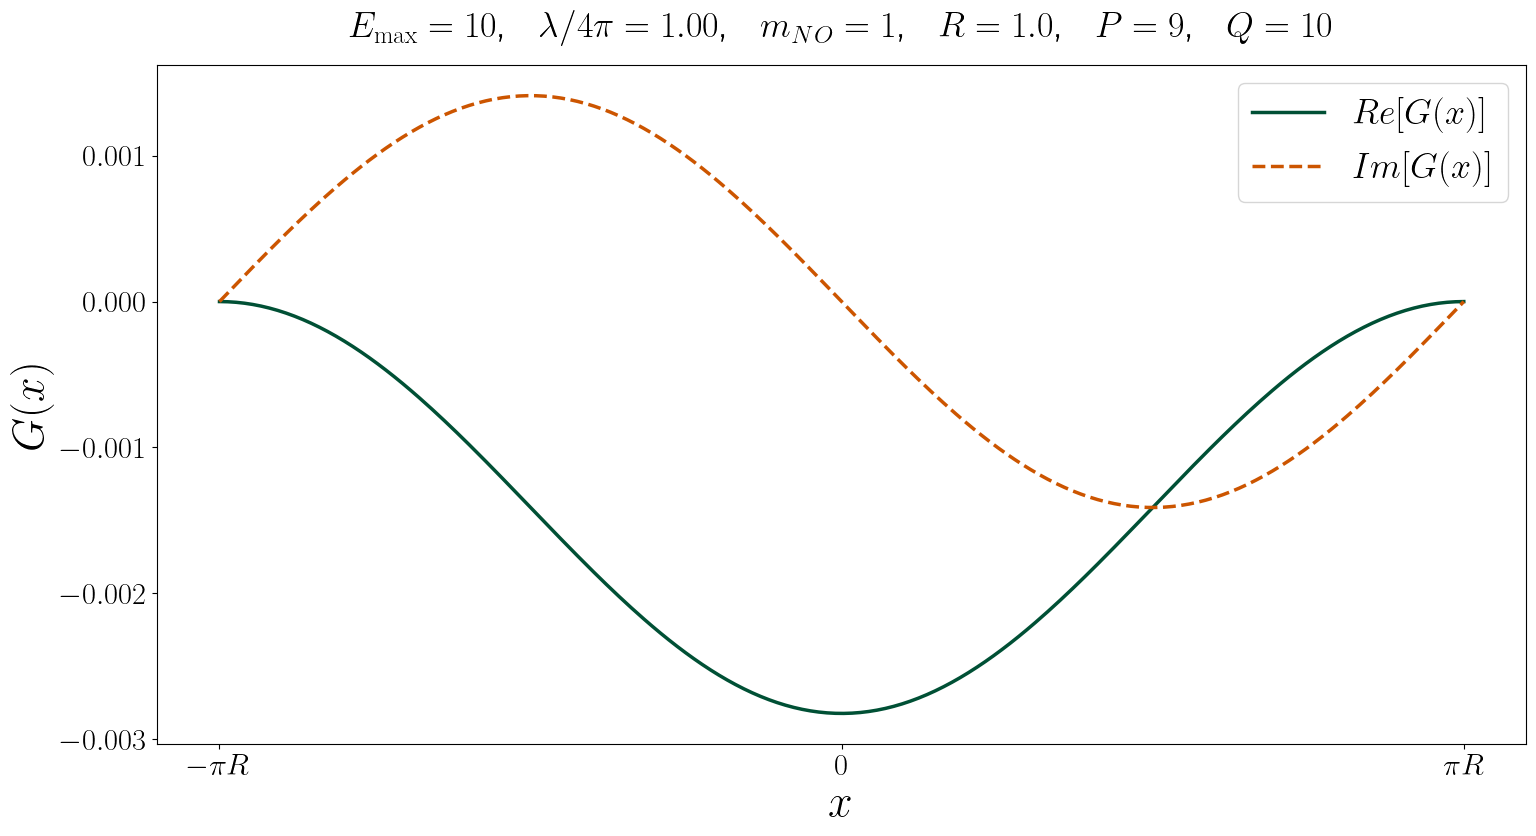 E_max = 10, λ/4π = 1.00, m_NO = 1, R = 1.0, P = 9, Q = 10
Re[G(x)]
Im[G(x)]
G(x)
0.001
0.000
−0.001
−0.002
−0.003
−πR 0 πR
x